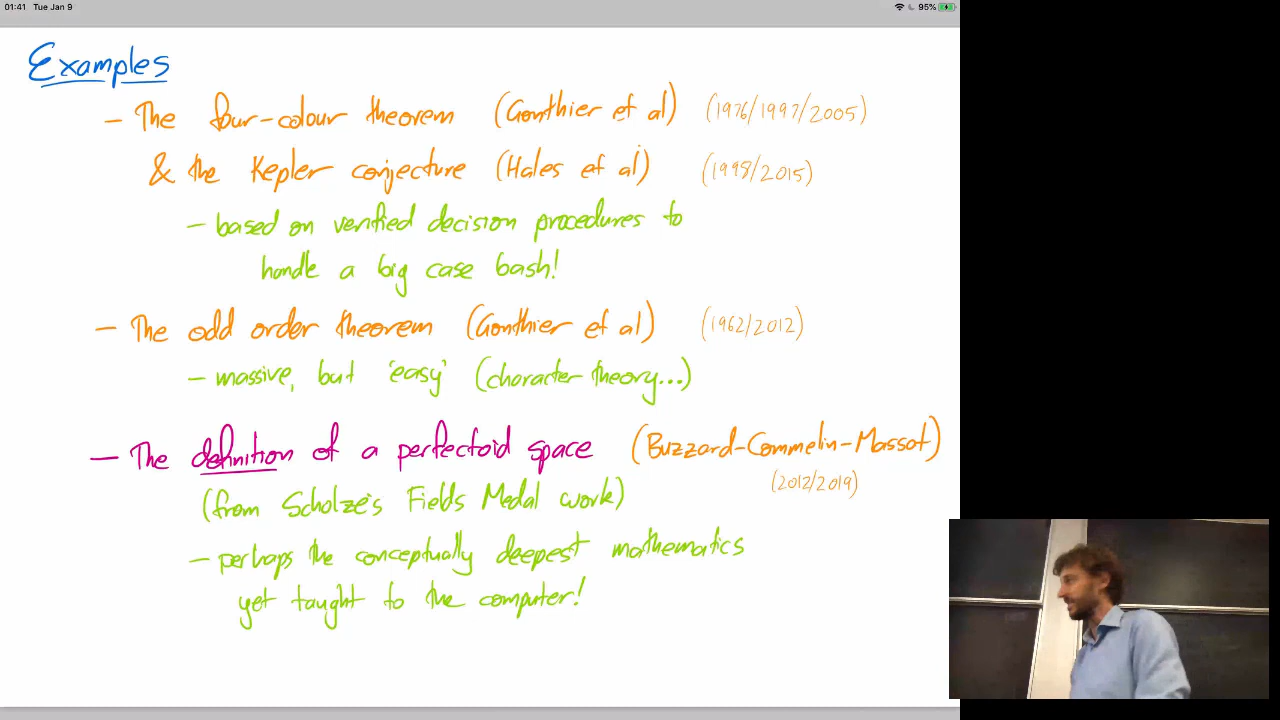 01:41 Tue Jan 9
95%
Examples
- The four-colour theorem (Gonthier et al) (1976/1997/2005)
& the Kepler conjecture (Hales et al) (1998/2015)
- based on verified decision procedures to
handle a big case bash!
- The odd order theorem (Gonthier et al) (1962/2012)
- massive, but 'easy' (character theory...)
- The definition of a perfectoid space (Buzzard-Commelin-Massot)
(2012/2019)
(from Scholze's Fields Medal work)
- perhaps the conceptually deepest mathematics
yet taught to the computer!